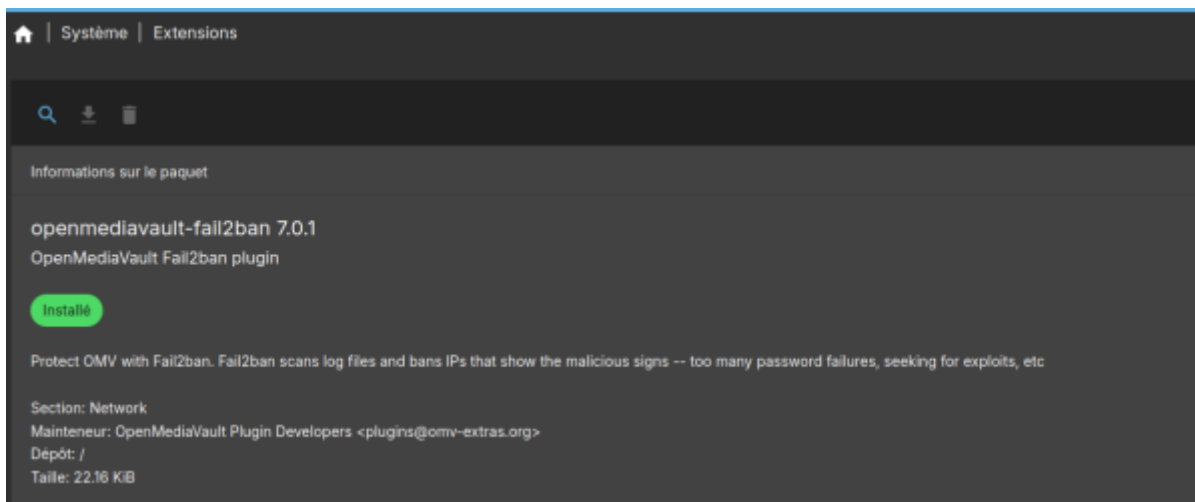 | Système | Extensions
Informations sur le paquet
openmediavault-fail2ban 7.0.1
OpenMediaVault Fail2ban plugin
Installé
Protect OMV with Fail2ban. Fail2ban scans log files and bans IPs that show the malicious signs -- too many password failures, seeking for exploits, etc
Section: Network
Mainteneur: OpenMediaVault Plugin Developers <plugins@omv-extras.org>
Dépôt: /
Taille: 22.16 KiB